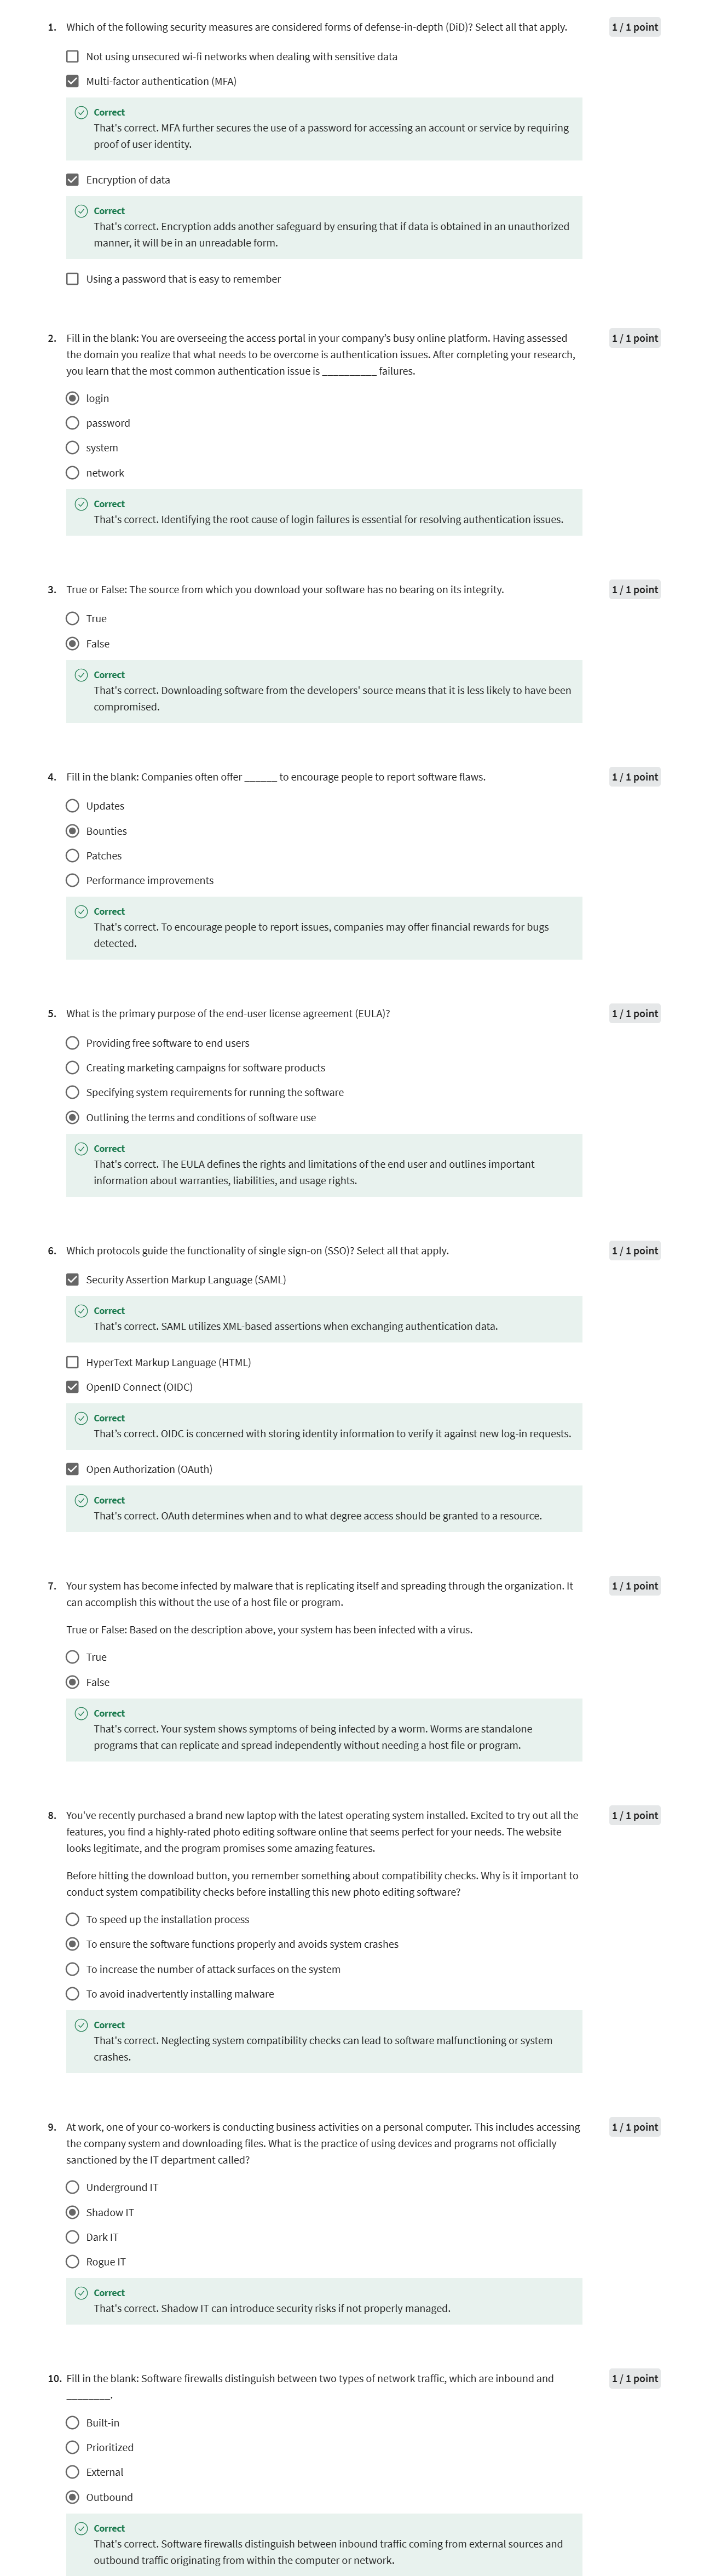 1. Which of the following security measures are considered forms of defense-in-depth (DiD)? Select all that apply. 1 / 1 point
Not using unsecured wi-fi networks when dealing with sensitive data
Multi-factor authentication (MFA)
Correct
That's correct. MFA further secures the use of a password for accessing an account or service by requiring
proof of user identity.
Encryption of data
Correct
That's correct. Encryption adds another safeguard by ensuring that if data is obtained in an unauthorized
manner, it will be in an unreadable form.
Using a password that is easy to remember
2. Fill in the blank: You are overseeing the access portal in your company's busy online platform. Having assessed 1 / 1 point
the domain you realize that what needs to be overcome is authentication issues. After completing your research,
you learn that the most common authentication issue is __________ failures.
login
password
system
network
Correct
That's correct. Identifying the root cause of login failures is essential for resolving authentication issues.
3. True or False: The source from which you download your software has no bearing on its integrity. 1 / 1 point
True
False
Correct
That's correct. Downloading software from the developers' source means that it is less likely to have been
compromised.
4. Fill in the blank: Companies often offer ______ to encourage people to report software flaws. 1 / 1 point
Updates
Bounties
Patches
Performance improvements
Correct
That's correct. To encourage people to report issues, companies may offer financial rewards for bugs
detected.
5. What is the primary purpose of the end-user license agreement (EULA)? 1 / 1 point
Providing free software to end users
Creating marketing campaigns for software products
Specifying system requirements for running the software
Outlining the terms and conditions of software use
Correct
That's correct. The EULA defines the rights and limitations of the end user and outlines important
information about warranties, liabilities, and usage rights.
6. Which protocols guide the functionality of single sign-on (SSO)? Select all that apply. 1 / 1 point
Security Assertion Markup Language (SAML)
Correct
That's correct. SAML utilizes XML-based assertions when exchanging authentication data.
HyperText Markup Language (HTML)
OpenID Connect (OIDC)
Correct
That's correct. OIDC is concerned with storing identity information to verify it against new log-in requests.
Open Authorization (OAuth)
Correct
That's correct. OAuth determines when and to what degree access should be granted to a resource.
7. Your system has become infected by malware that is replicating itself and spreading through the organization. It 1 / 1 point
can accomplish this without the use of a host file or program.
True or False: Based on the description above, your system has been infected with a virus.
True
False
Correct
That's correct. Your system shows symptoms of being infected by a worm. Worms are standalone
programs that can replicate and spread independently without needing a host file or program.
8. You've recently purchased a brand new laptop with the latest operating system installed. Excited to try out all the 1 / 1 point
features, you find a highly-rated photo editing software online that seems perfect for your needs. The website
looks legitimate, and the program promises some amazing features.
Before hitting the download button, you remember something about compatibility checks. Why is it important to
conduct system compatibility checks before installing this new photo editing software?
To speed up the installation process
To ensure the software functions properly and avoids system crashes
To increase the number of attack surfaces on the system
To avoid inadvertently installing malware
Correct
That's correct. Neglecting system compatibility checks can lead to software malfunctioning or system
crashes.
9. At work, one of your co-workers is conducting business activities on a personal computer. This includes accessing 1 / 1 point
the company system and downloading files. What is the practice of using devices and programs not officially
sanctioned by the IT department called?
Underground IT
Shadow IT
Dark IT
Rogue IT
Correct
That's correct. Shadow IT can introduce security risks if not properly managed.
10. Fill in the blank: Software firewalls distinguish between two types of network traffic, which are inbound and 1 / 1 point
________.
Built-in
Prioritized
External
Outbound
Correct
That's correct. Software firewalls distinguish between inbound traffic coming from external sources and
outbound traffic originating from within the computer or network.